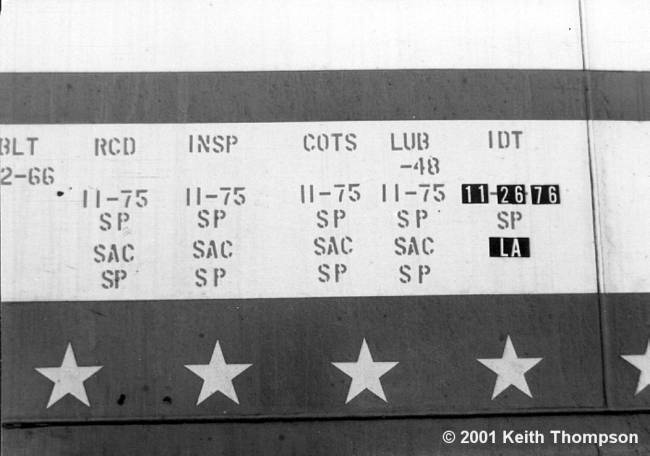 BLT RCD INSP COTS LUB IDT
2-66 -48
11-75 11-75 11-75 11-75 11-26-76
SP SP SP SP SP
SAC SAC SAC SAC LA
SP SP SP SP
© 2001 Keith Thompson